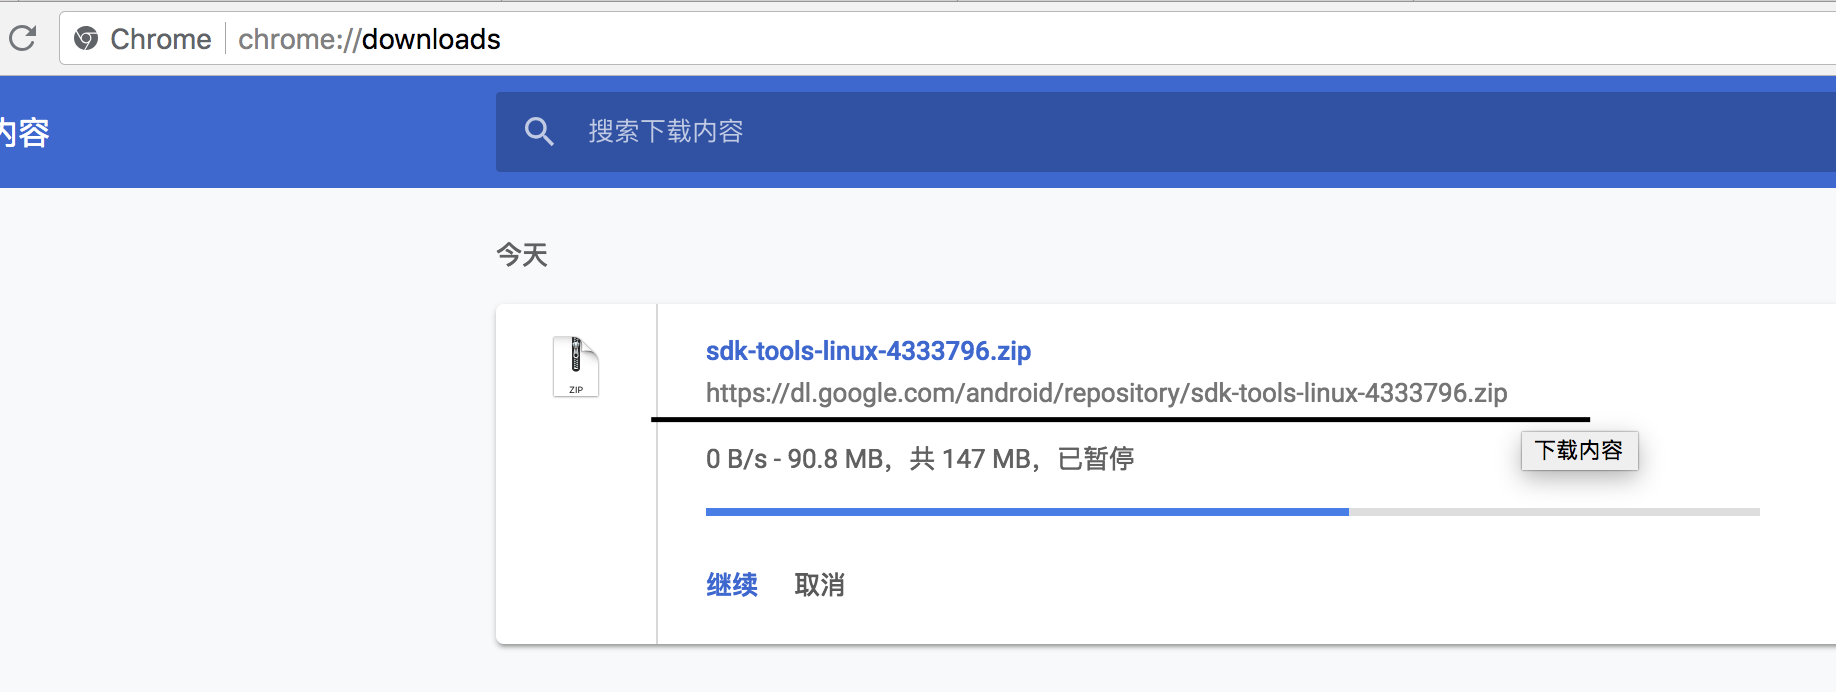 Chrome chrome://downloads
内容
搜索下载内容
今天
ZIP
sdk-tools-linux-4333796.zip
https://dl.google.com/android/repository/sdk-tools-linux-4333796.zip
下载内容
0 B/s - 90.8 MB，共 147 MB，已暂停
继续 取消